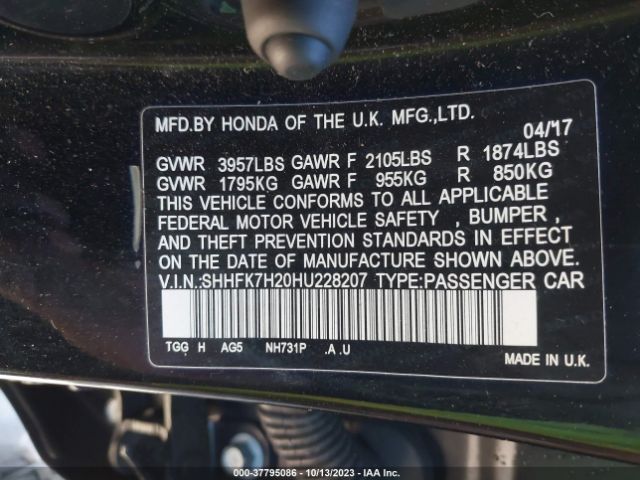 MFD.BY HONDA OF THE U.K. MFG.,LTD.
04/17
GVWR 3957LBS GAWR F 2105LBS R 1874LBS
GVWR 1795KG GAWR F 955KG R 850KG
THIS VEHICLE CONFORMS TO ALL APPLICABLE
FEDERAL MOTOR VEHICLE SAFETY , BUMPER ,
AND THEFT PREVENTION STANDARDS IN EFFECT
ON THE DATE OF MANUFACTURE SHOWN ABOVE.
V.I.N.:SHHFK7H20HU228207 TYPE:PASSENGER CAR
TGG H AG5 NH731P .A .U
MADE IN U.K.
000-37795086 - 10/13/2023 - IAA Inc.